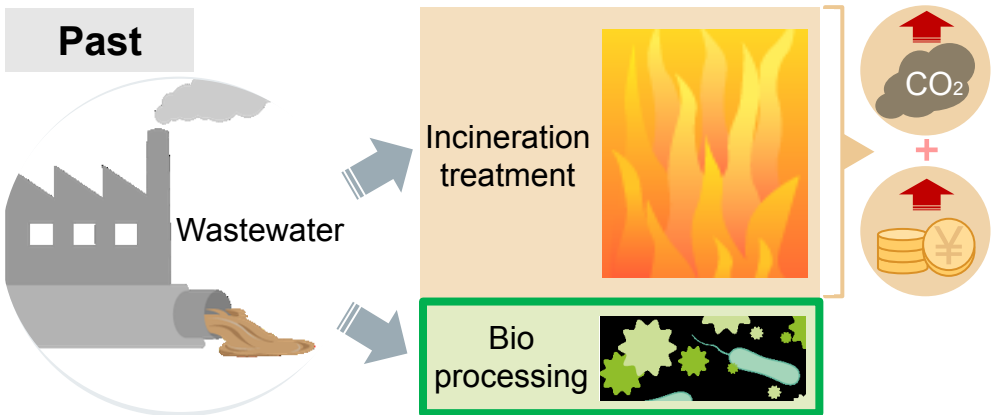 Past
Wastewater
Incineration
treatment
CO₂
+
¥
Bio
processing